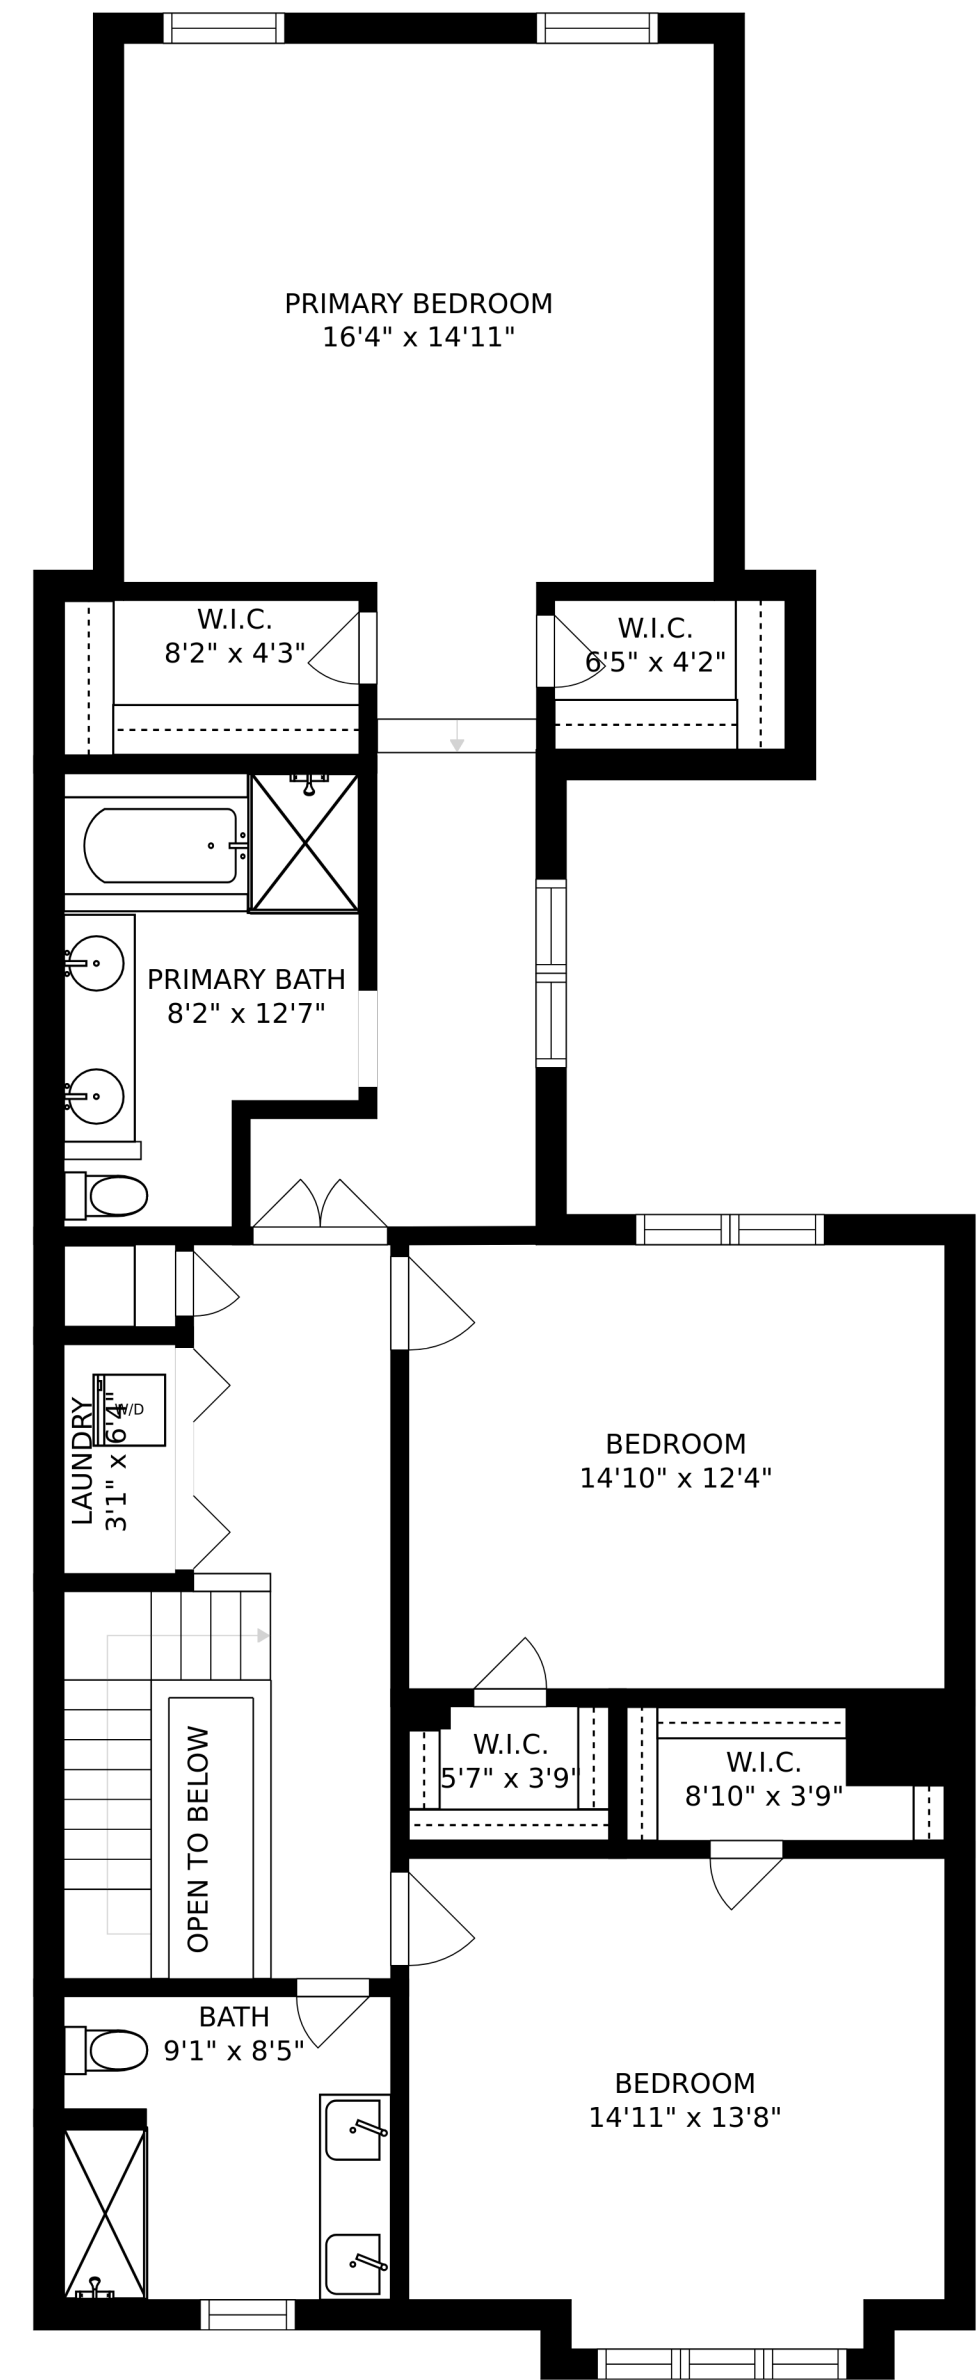 PRIMARY BEDROOM
16'4" x 14'11"
W.I.C.
8'2" x 4'3"
W.I.C.
6'5" x 4'2"
PRIMARY BATH
8'2" x 12'7"
LAUNDRY
3'1" x 6'4"
W/D
BEDROOM
14'10" x 12'4"
W.I.C.
5'7" x 3'9"
W.I.C.
8'10" x 3'9"
OPEN TO BELOW
BATH
9'1" x 8'5"
BEDROOM
14'11" x 13'8"